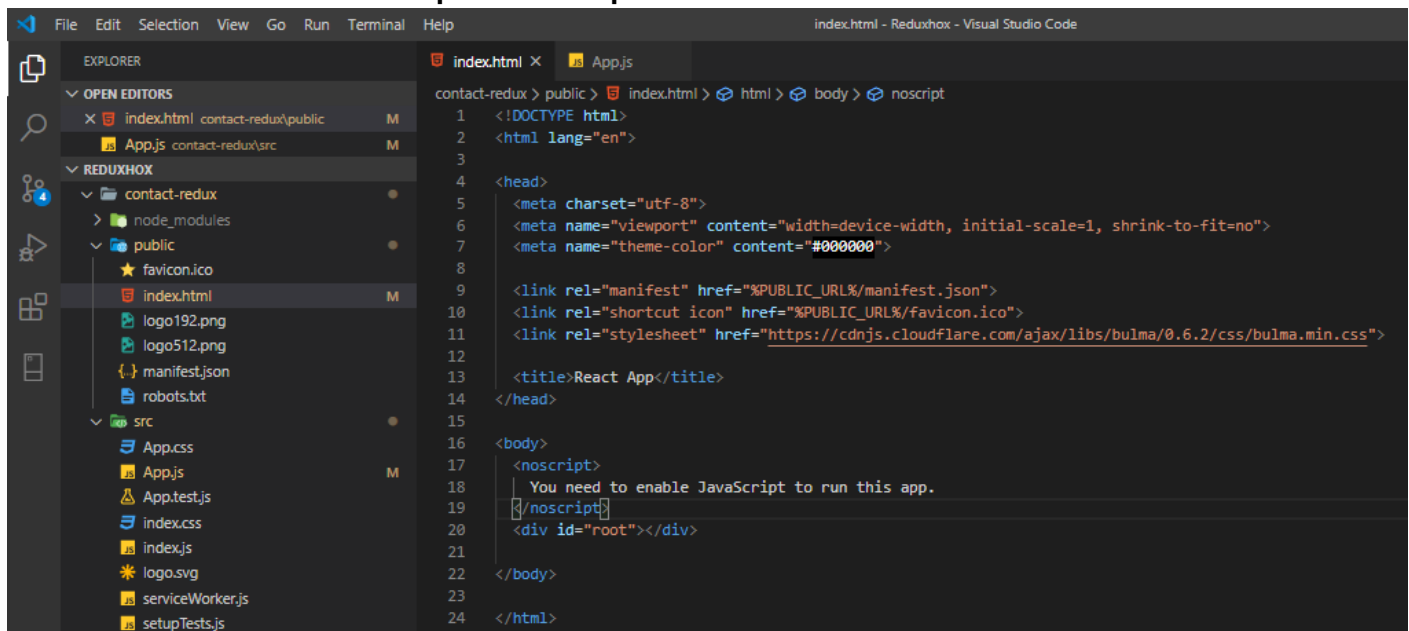 File Edit Selection View Go Run Terminal Help index.html - Reduxhox - Visual Studio Code
EXPLORER
OPEN EDITORS
index.html contact-redux\public M
App.js contact-redux\src M
REDUXHOX
contact-redux
node_modules
public
favicon.ico
index.html M
logo192.png
logo512.png
manifest.json
robots.txt
src
App.css
App.js M
App.test.js
index.css
index.js
logo.svg
serviceWorker.js
setupTests.js
4
index.html App.js
contact-redux > public > index.html > html > body > noscript
1 <!DOCTYPE html>
2 <html lang="en">
3
4 <head>
5 <meta charset="utf-8">
6 <meta name="viewport" content="width=device-width, initial-scale=1, shrink-to-fit=no">
7 <meta name="theme-color" content="#000000">
8
9 <link rel="manifest" href="%PUBLIC_URL%/manifest.json">
10 <link rel="shortcut icon" href="%PUBLIC_URL%/favicon.ico">
11 <link rel="stylesheet" href="https://cdnjs.cloudflare.com/ajax/libs/bulma/0.6.2/css/bulma.min.css">
12
13 <title>React App</title>
14 </head>
15
16 <body>
17 <noscript>
18 You need to enable JavaScript to run this app.
19 </noscript>
20 <div id="root"></div>
21
22 </body>
23
24 </html>